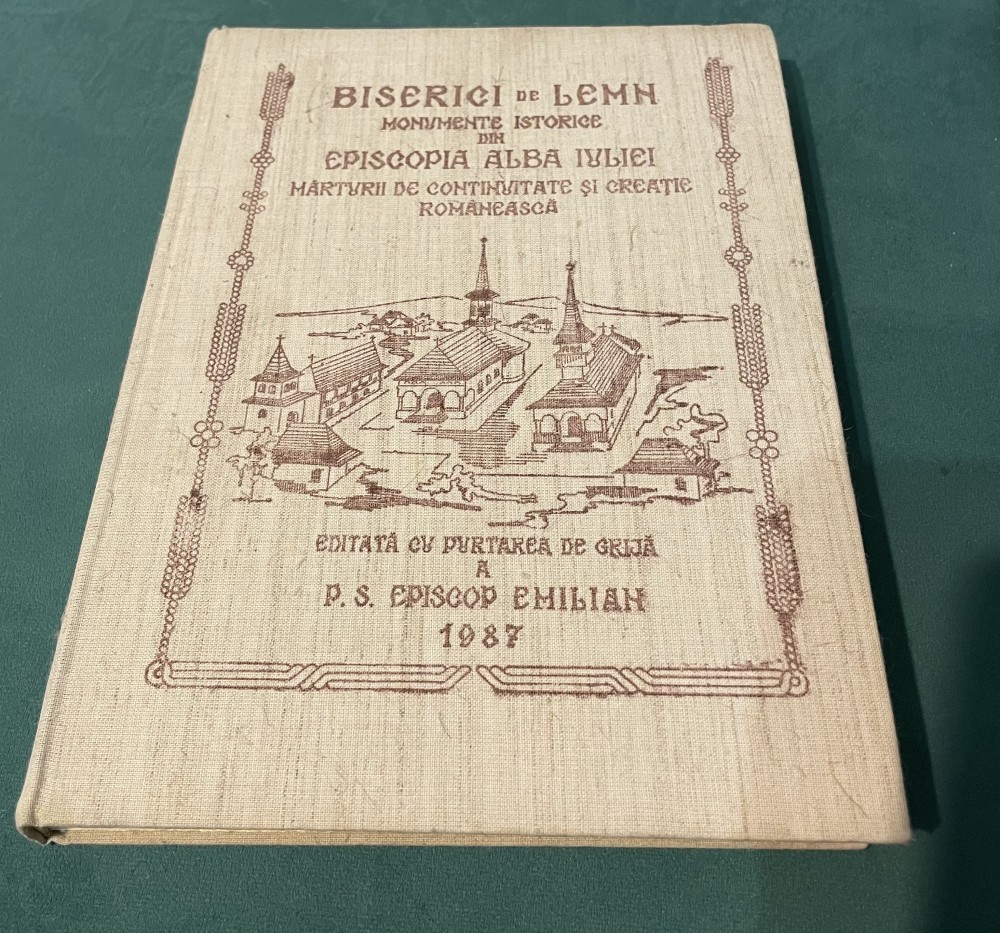 BISERICI DE LEMN
MONUMENTE ISTORICE
DIN
EPISCOPIA ALBA IULIEI
MĂRTURII DE CONTINUITATE ȘI CREAȚIE
ROMÂNEASCĂ
EDITATĂ CU PURTAREA DE GRIJĂ
A
P. S. EPISCOP EMILIAN
1987